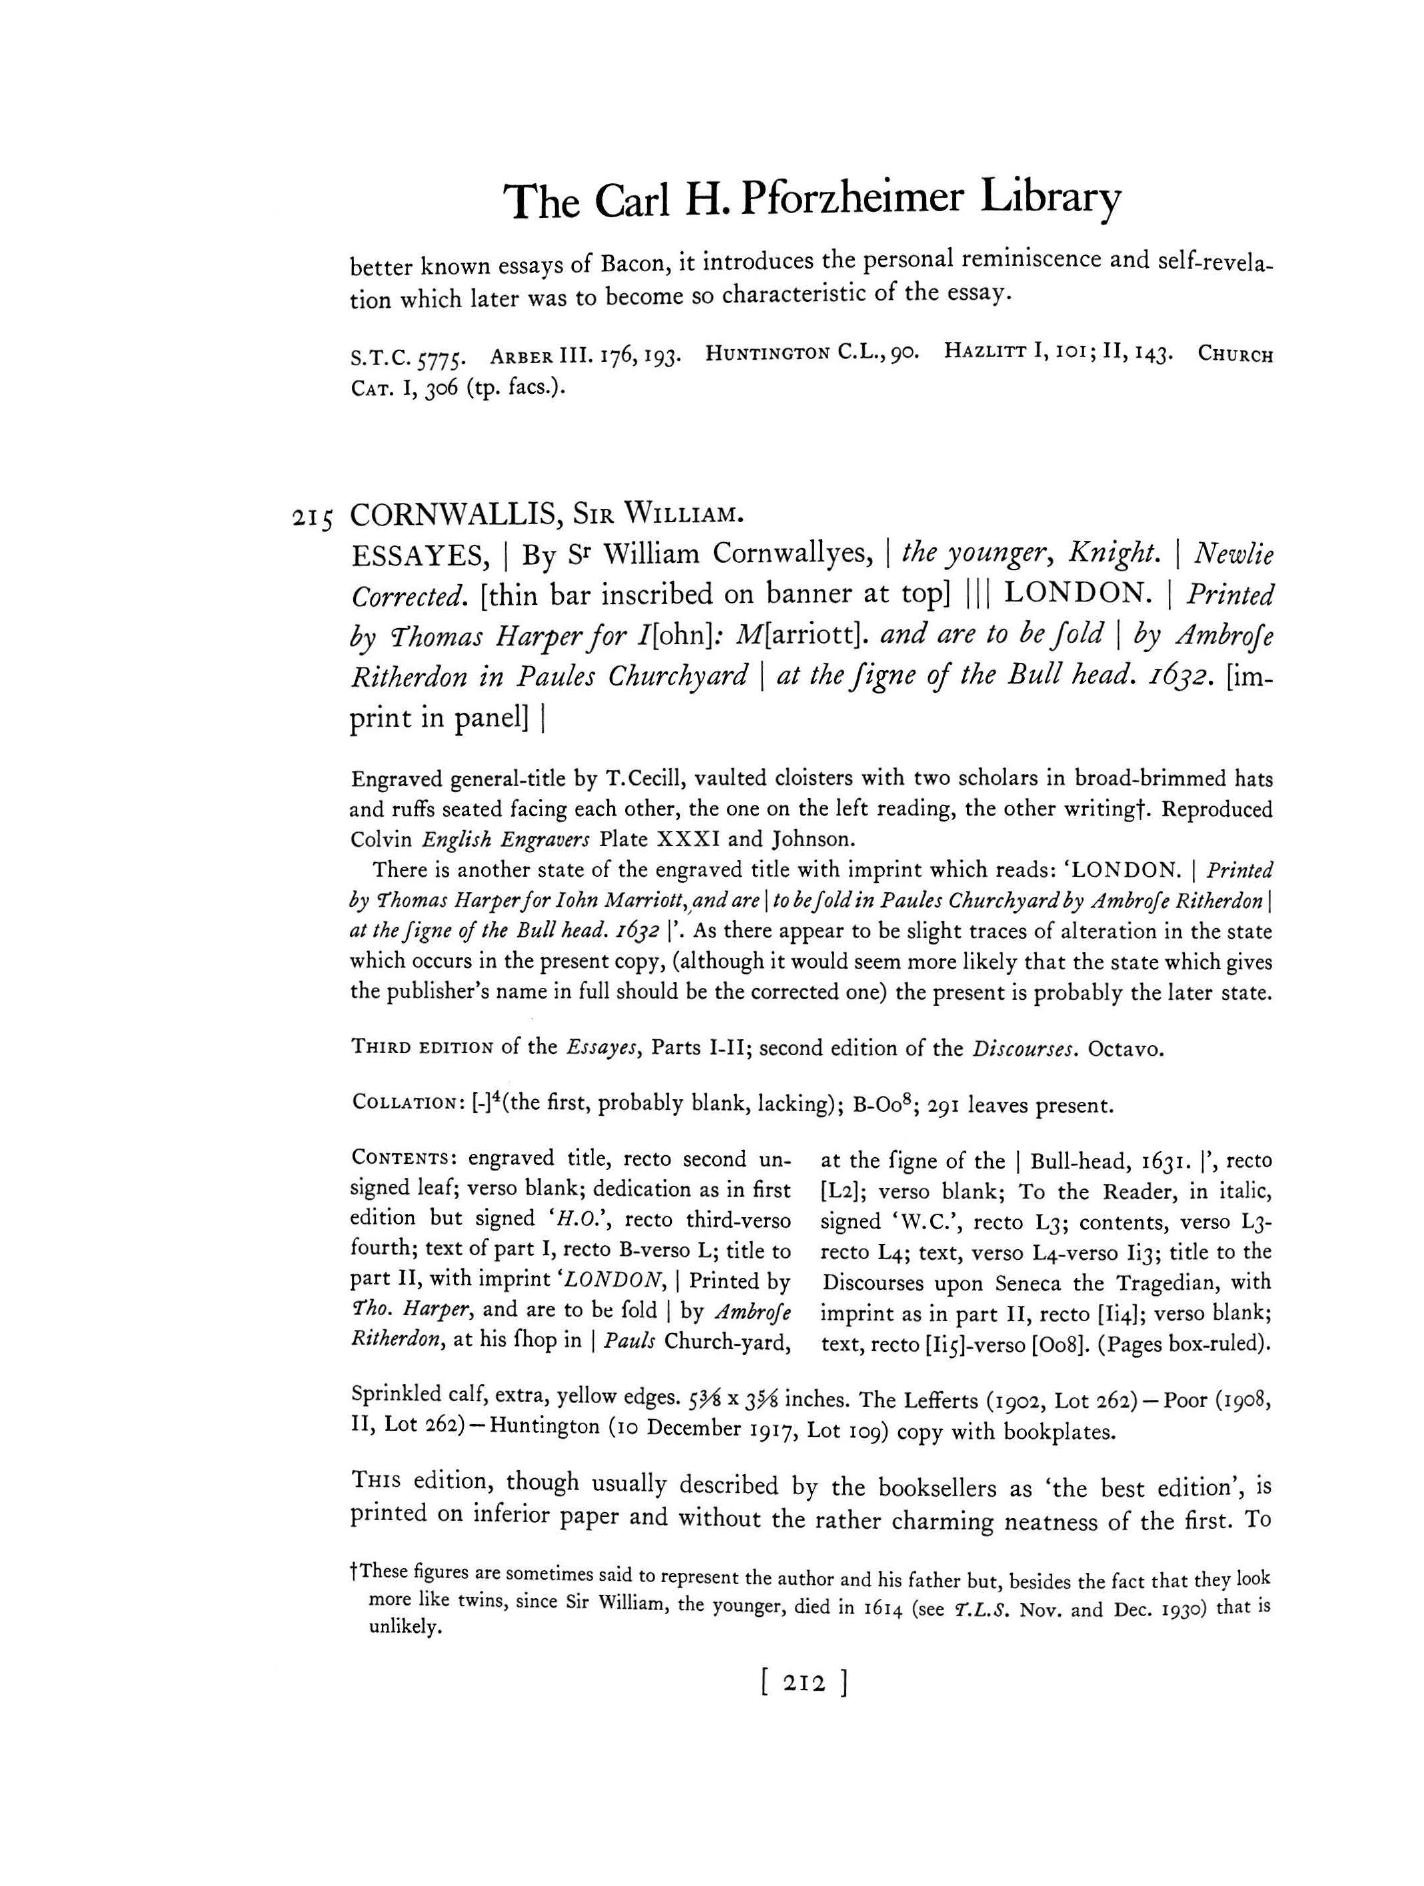 The Carl H. Pforzheimer Library
better known essays of Bacon, it introduces the personal reminiscence and self-revela-
tion which later was to become so characteristic of the essay.
S.T.C. 5775. ARBER III. 176, 193. HUNTINGTON C.L., 90. HAZLITT I, 101; II, 143. CHURCH
CAT. I, 306 (tp. facs.).
215 CORNWALLIS, SIR WILLIAM.
ESSAYES, | By Sr William Cornwallyes, | the younger, Knight. | Newlie
Corrected. [thin bar inscribed on banner at top] ||| LONDON. | Printed
by Thomas Harper for I[ohn]: M[arriott]. and are to be ſold | by Ambroſe
Ritherdon in Paules Churchyard | at the ſigne of the Bull head. 1632. [im-
print in panel] |
Engraved general-title by T.Cecill, vaulted cloisters with two scholars in broad-brimmed hats
and ruffs seated facing each other, the one on the left reading, the other writing†. Reproduced
Colvin English Engravers Plate XXXI and Johnson.
There is another state of the engraved title with imprint which reads: ‘LONDON. | Printed
by Thomas Harper for Iohn Marriott, and are | to be ſold in Paules Churchyard by Ambroſe Ritherdon |
at the ſigne of the Bull head. 1632 |’. As there appear to be slight traces of alteration in the state
which occurs in the present copy, (although it would seem more likely that the state which gives
the publisher’s name in full should be the corrected one) the present is probably the later state.
THIRD EDITION of the Essayes, Parts I-II; second edition of the Discourses. Octavo.
COLLATION: [-]⁴(the first, probably blank, lacking); B-Oo⁸; 291 leaves present.
CONTENTS: engraved title, recto second un-
signed leaf; verso blank; dedication as in first
edition but signed ‘H.O.’, recto third-verso
fourth; text of part I, recto B-verso L; title to
part II, with imprint ‘LONDON, | Printed by
Tho. Harper, and are to be ſold | by Ambroſe
Ritherdon, at his ſhop in | Pauls Church-yard,
at the ſigne of the | Bull-head, 1631. |’, recto
[L2]; verso blank; To the Reader, in italic,
signed ‘W.C.’, recto L3; contents, verso L3-
recto L4; text, verso L4-verso Ii3; title to the
Discourses upon Seneca the Tragedian, with
imprint as in part II, recto [Ii4]; verso blank;
text, recto [Ii5]-verso [Oo8]. (Pages box-ruled).
Sprinkled calf, extra, yellow edges. 5⅜ x 3⅝ inches. The Lefferts (1902, Lot 262)—Poor (1908,
II, Lot 262)—Huntington (10 December 1917, Lot 109) copy with bookplates.
THIS edition, though usually described by the booksellers as ‘the best edition’, is
printed on inferior paper and without the rather charming neatness of the first. To
†These figures are sometimes said to represent the author and his father but, besides the fact that they look
more like twins, since Sir William, the younger, died in 1614 (see T.L.S. Nov. and Dec. 1930) that is
unlikely.
[ 212 ]